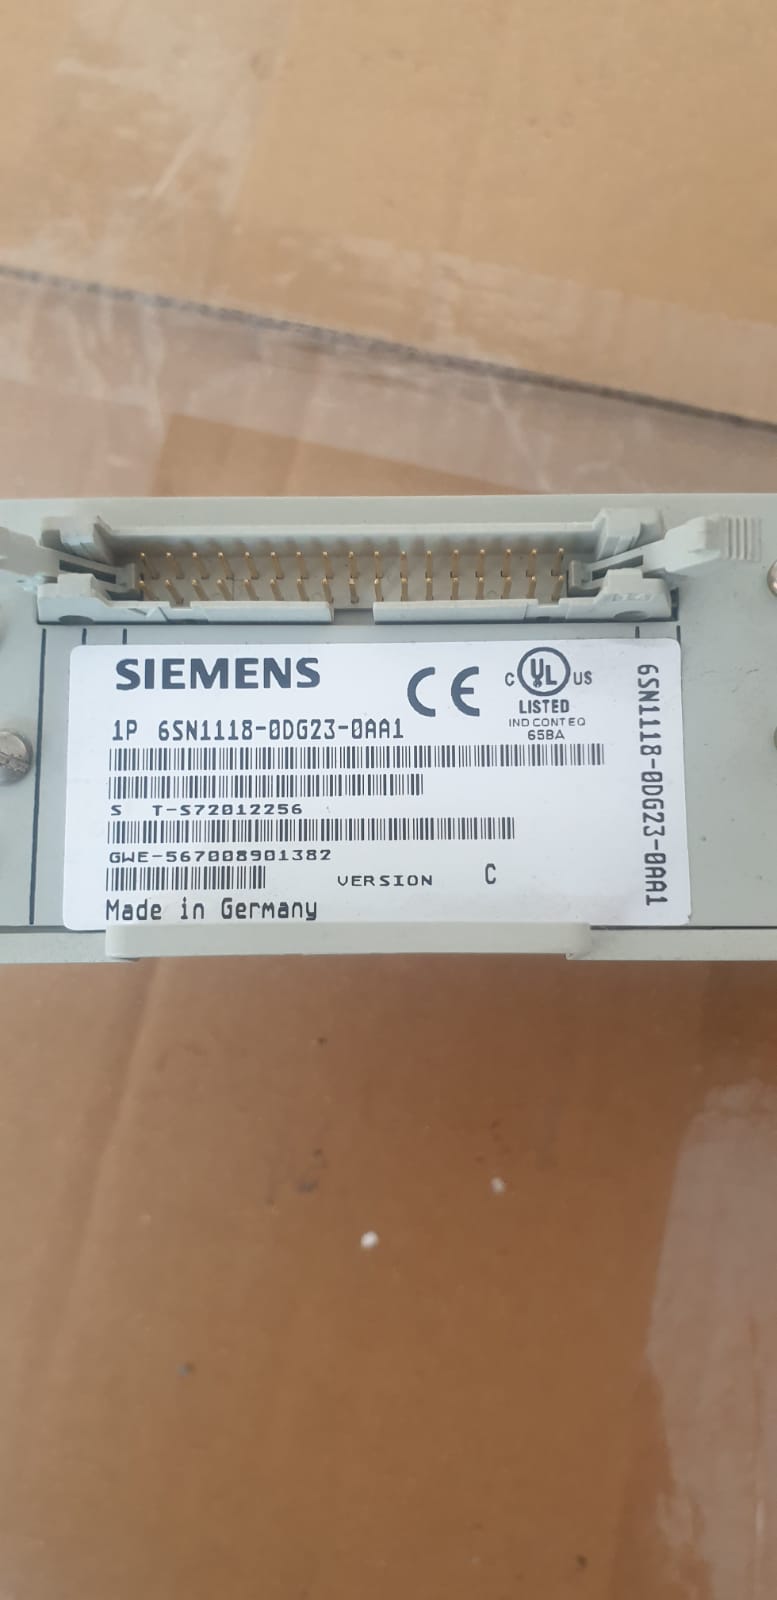 SIEMENS
CE
C UL US
LISTED
IND CONT EQ
65BA
1P 6SN1118-0DG23-0AA1
S T-S72012256
GWE-567008901382
VERSION C
Made in Germany
6SN1118-0DG23-0AA1